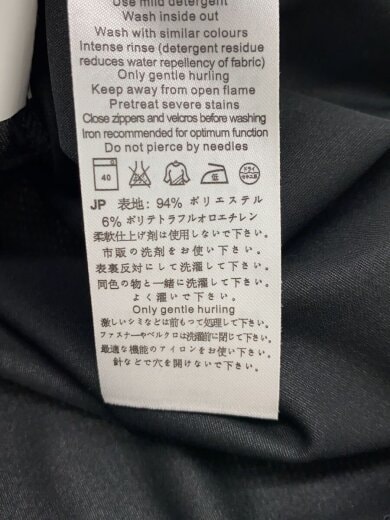 Use mild detergent
Wash inside out
Wash with similar colours
Intense rinse (detergent residue
reduces water repellency of fabric)
Only gentle hurling
Keep away from open flame
Pretreat severe stains
Close zippers and velcros before washing
Iron recommended for optimum function
Do not pierce by needles
40 低 ドライ
JP 表地: 94% ポリエステル
6% ポリテトラフルオロエチレン
柔軟仕上げ剤は使用しないで下さい。
市販の洗剤をお使い下さい。
表裏反対にして洗濯して下さい。
同色の物と一緒に洗濯して下さい。
よく濯いで下さい。
Only gentle hurling
激しいシミなどは前もって処理して下さい。
ファスナーやベルクロは洗濯前に閉じて下さい。
最適な機能のアイロンをお使い下さい。
針などで穴を開けないで下さい。